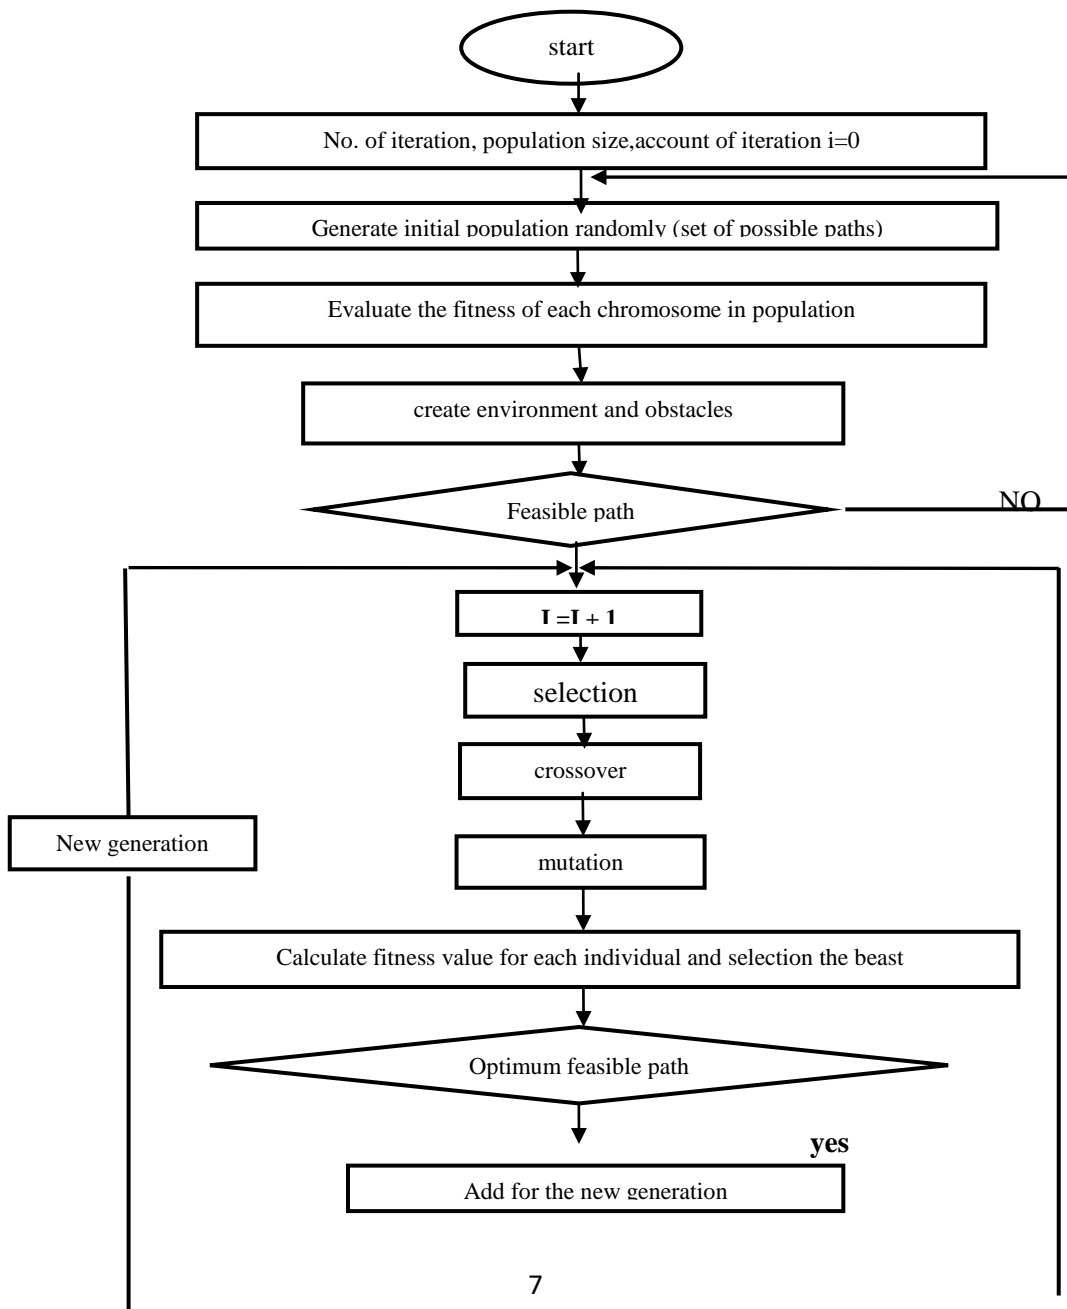 start
No. of iteration, population size,account of iteration i=0
Generate initial population randomly (set of possible paths)
Evaluate the fitness of each chromosome in population
create environment and obstacles
Feasible path
NO
I =I + 1
selection
crossover
New generation
mutation
Calculate fitness value for each individual and selection the beast
Optimum feasible path
yes
Add for the new generation
7